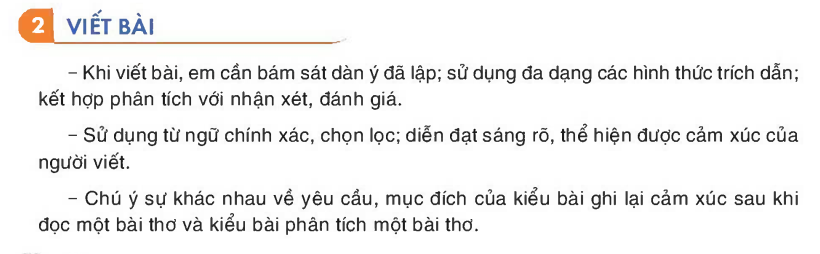 2 VIẾT BÀI
– Khi viết bài, em cần bám sát dàn ý đã lập; sử dụng đa dạng các hình thức trích dẫn;
kết hợp phân tích với nhận xét, đánh giá.
– Sử dụng từ ngữ chính xác, chọn lọc; diễn đạt sáng rõ, thể hiện được cảm xúc của
người viết.
– Chú ý sự khác nhau về yêu cầu, mục đích của kiểu bài ghi lại cảm xúc sau khi
đọc một bài thơ và kiểu bài phân tích một bài thơ.